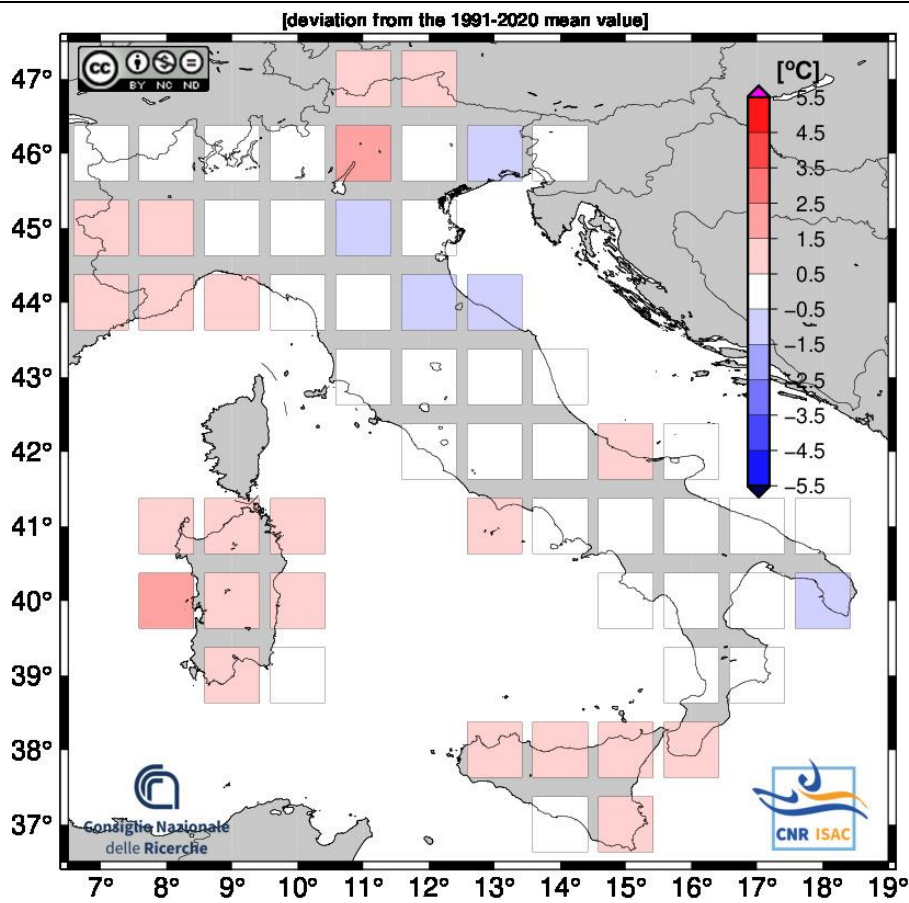 [deviation from the 1991-2020 mean value]
cc
BY NC ND
[ºC]
5.5
4.5
3.5
2.5
1.5
0.5
−0.5
−1.5
−2.5
−3.5
−4.5
−5.5
47°
46°
45°
44°
43°
42°
41°
40°
39°
38°
37°
Consiglio Nazionale
delle Ricerche
CNR ISAC
7° 8° 9° 10° 11° 12° 13° 14° 15° 16° 17° 18° 19°